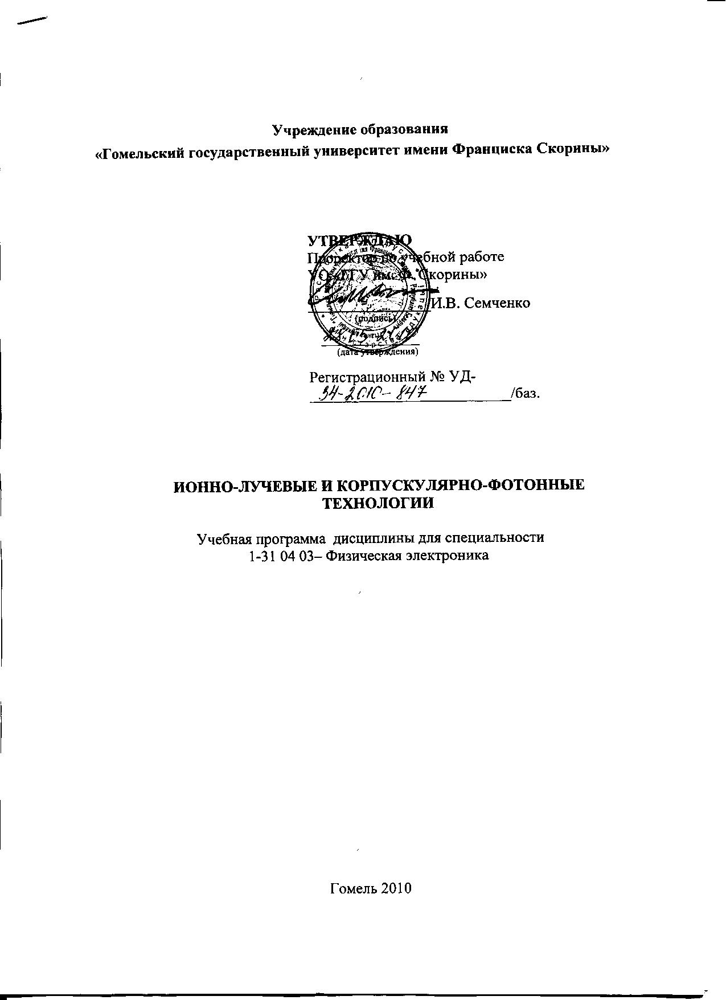 Учреждение образования
«Гомельский государственный университет имени Франциска Скорины»
УТВЕРЖДАЮ
Проректор по учебной работе
УО «ГГУ им. Ф. Скорины»
И.В. Семченко
(подпись)
(дата утверждения)
Регистрационный № УД-
34-2010-847 /баз.
ИОННО-ЛУЧЕВЫЕ И КОРПУСКУЛЯРНО-ФОТОННЫЕ
ТЕХНОЛОГИИ
Учебная программа дисциплины для специальности
1-31 04 03– Физическая электроника
Гомель 2010